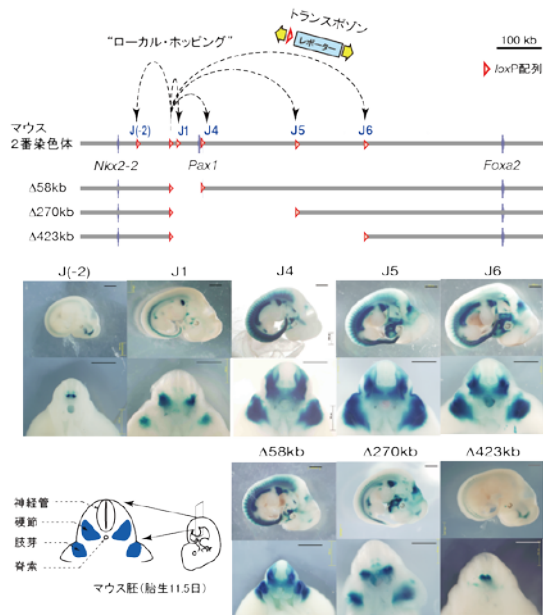 トランスポゾン
"ローカル・ホッピング"
レポーター
100 kb
loxP配列
J(-2)
J1
J4
J5
J6
マウス
2番染色体
Nkx2-2
Pax1
Foxa2
Δ58kb
Δ270kb
Δ423kb
J(-2)
J1
J4
J5
J6
Δ58kb
Δ270kb
Δ423kb
神経管
硬節
肢芽
脊索
マウス胚(胎生11.5日)